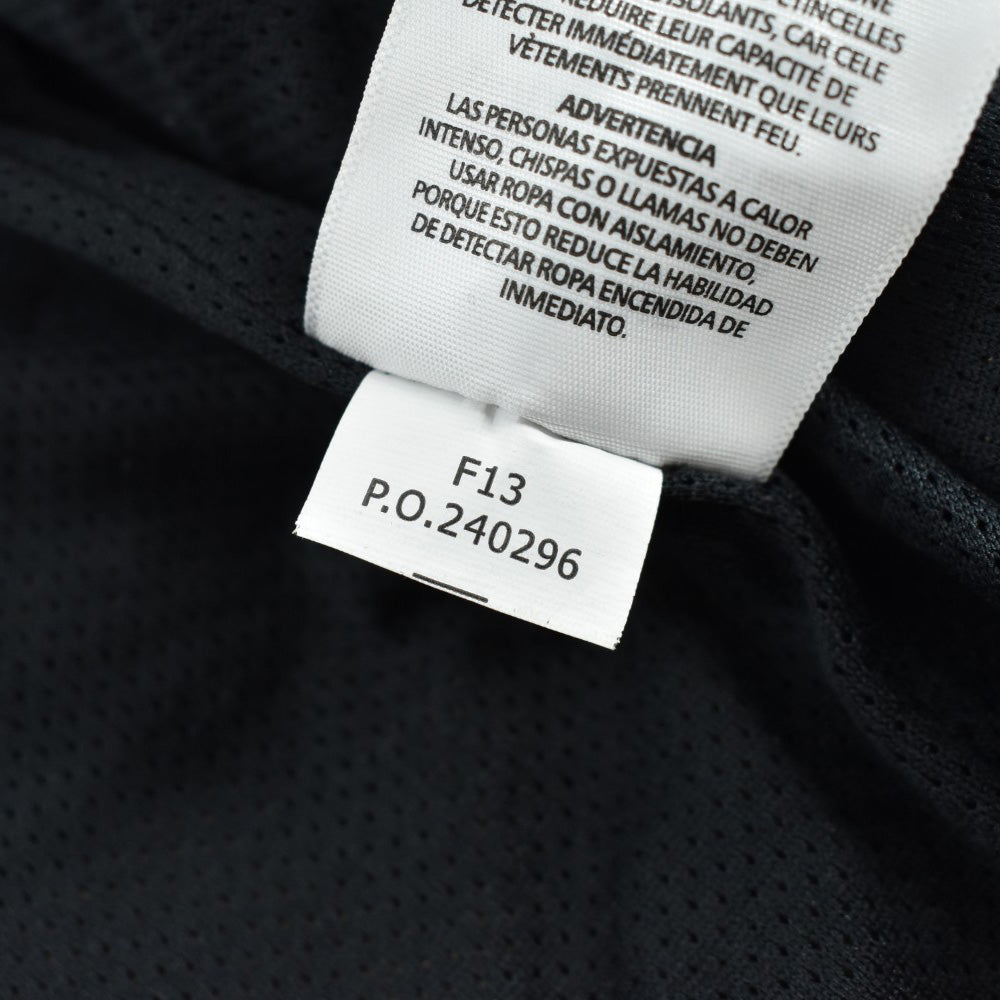 ÉTINCELLES
ISOLANTS, CAR CELE
RÉDUIRE LEUR CAPACITÉ DE
DÉTECTER IMMÉDIATEMENT QUE LEURS
VÊTEMENTS PRENNENT FEU.
ADVERTENCIA
LAS PERSONAS EXPUESTAS A CALOR
INTENSO, CHISPAS O LLAMAS NO DEBEN
USAR ROPA CON AISLAMIENTO,
PORQUE ESTO REDUCE LA HABILIDAD
DE DETECTAR ROPA ENCENDIDA DE
INMEDIATO.
F13
P.O.240296